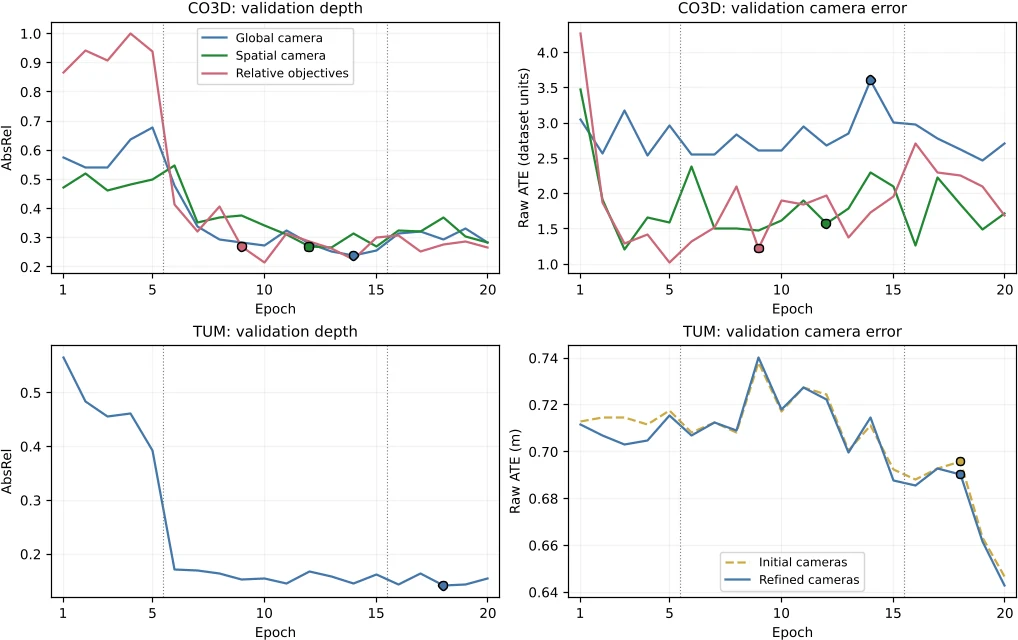 CO3D: validation depth
AbsRel
1.0
0.9
0.8
0.7
0.6
0.5
0.4
0.3
0.2
Global camera
Spatial camera
Relative objectives
1 5 10 15 20
Epoch
CO3D: validation camera error
Raw ATE (dataset units)
4.0
3.5
3.0
2.5
2.0
1.5
1.0
1 5 10 15 20
Epoch
TUM: validation depth
AbsRel
0.5
0.4
0.3
0.2
1 5 10 15 20
Epoch
TUM: validation camera error
Raw ATE (m)
0.74
0.72
0.70
0.68
0.66
0.64
Initial cameras
Refined cameras
1 5 10 15 20
Epoch